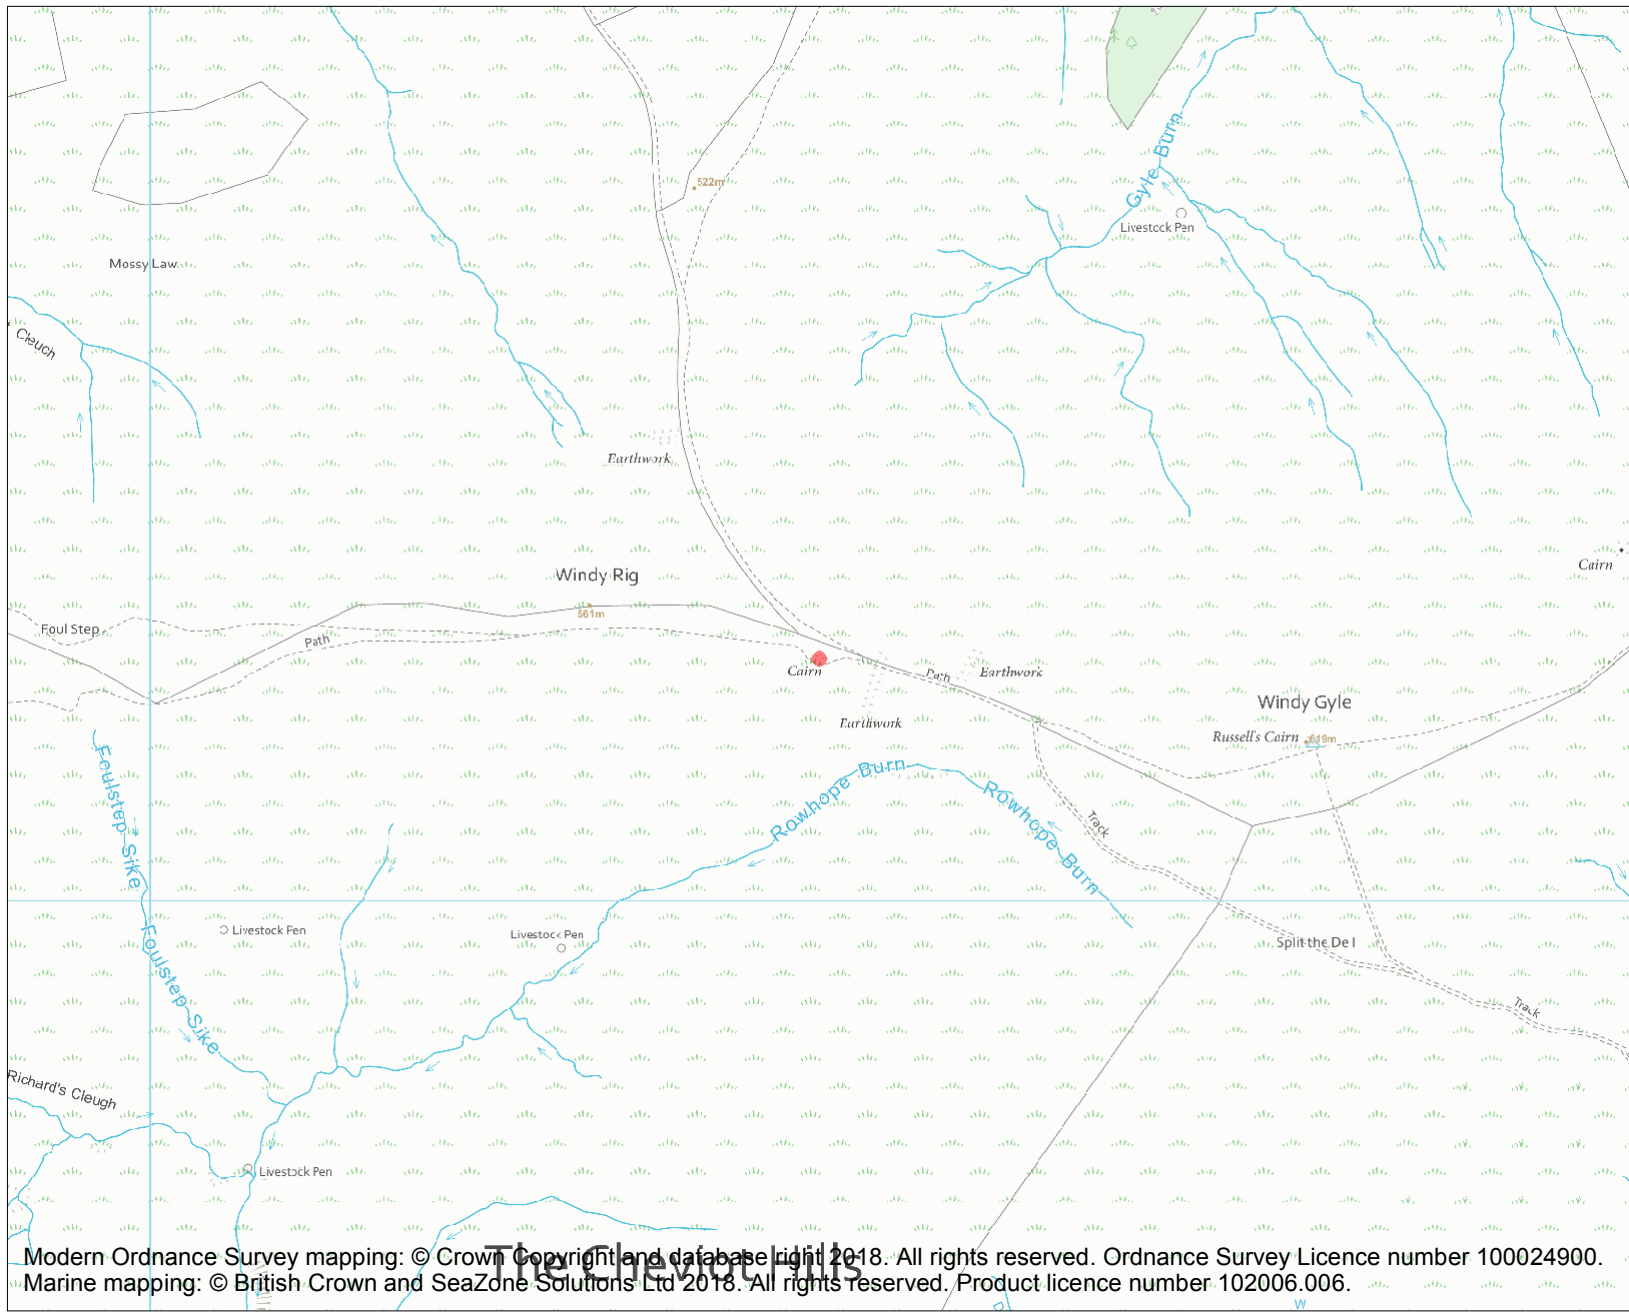 522m
Gyle Burn
Livestock Pen
Mossy Law
Cleuch
Earthwork
Cairn
Windy Rig
561m
Foul Step
Path
Cairn
Path
Earthwork
Windy Gyle
Earthwork
Russell's Cairn
619m
Foulstep Sike
Rowhope Burn
Rowhope Burn
Track
Livestock Pen
Livestock Pen
Foulstep Sike
Split the De l
Track
Richard's Cleugh
Livestock Pen
The Cheviot Hills
Modern Ordnance Survey mapping: © Crown Copyright and database right 2018. All rights reserved. Ordnance Survey Licence number 100024900.
Marine mapping: © British Crown and SeaZone Solutions Ltd 2018. All rights reserved. Product licence number 102006.006.
W